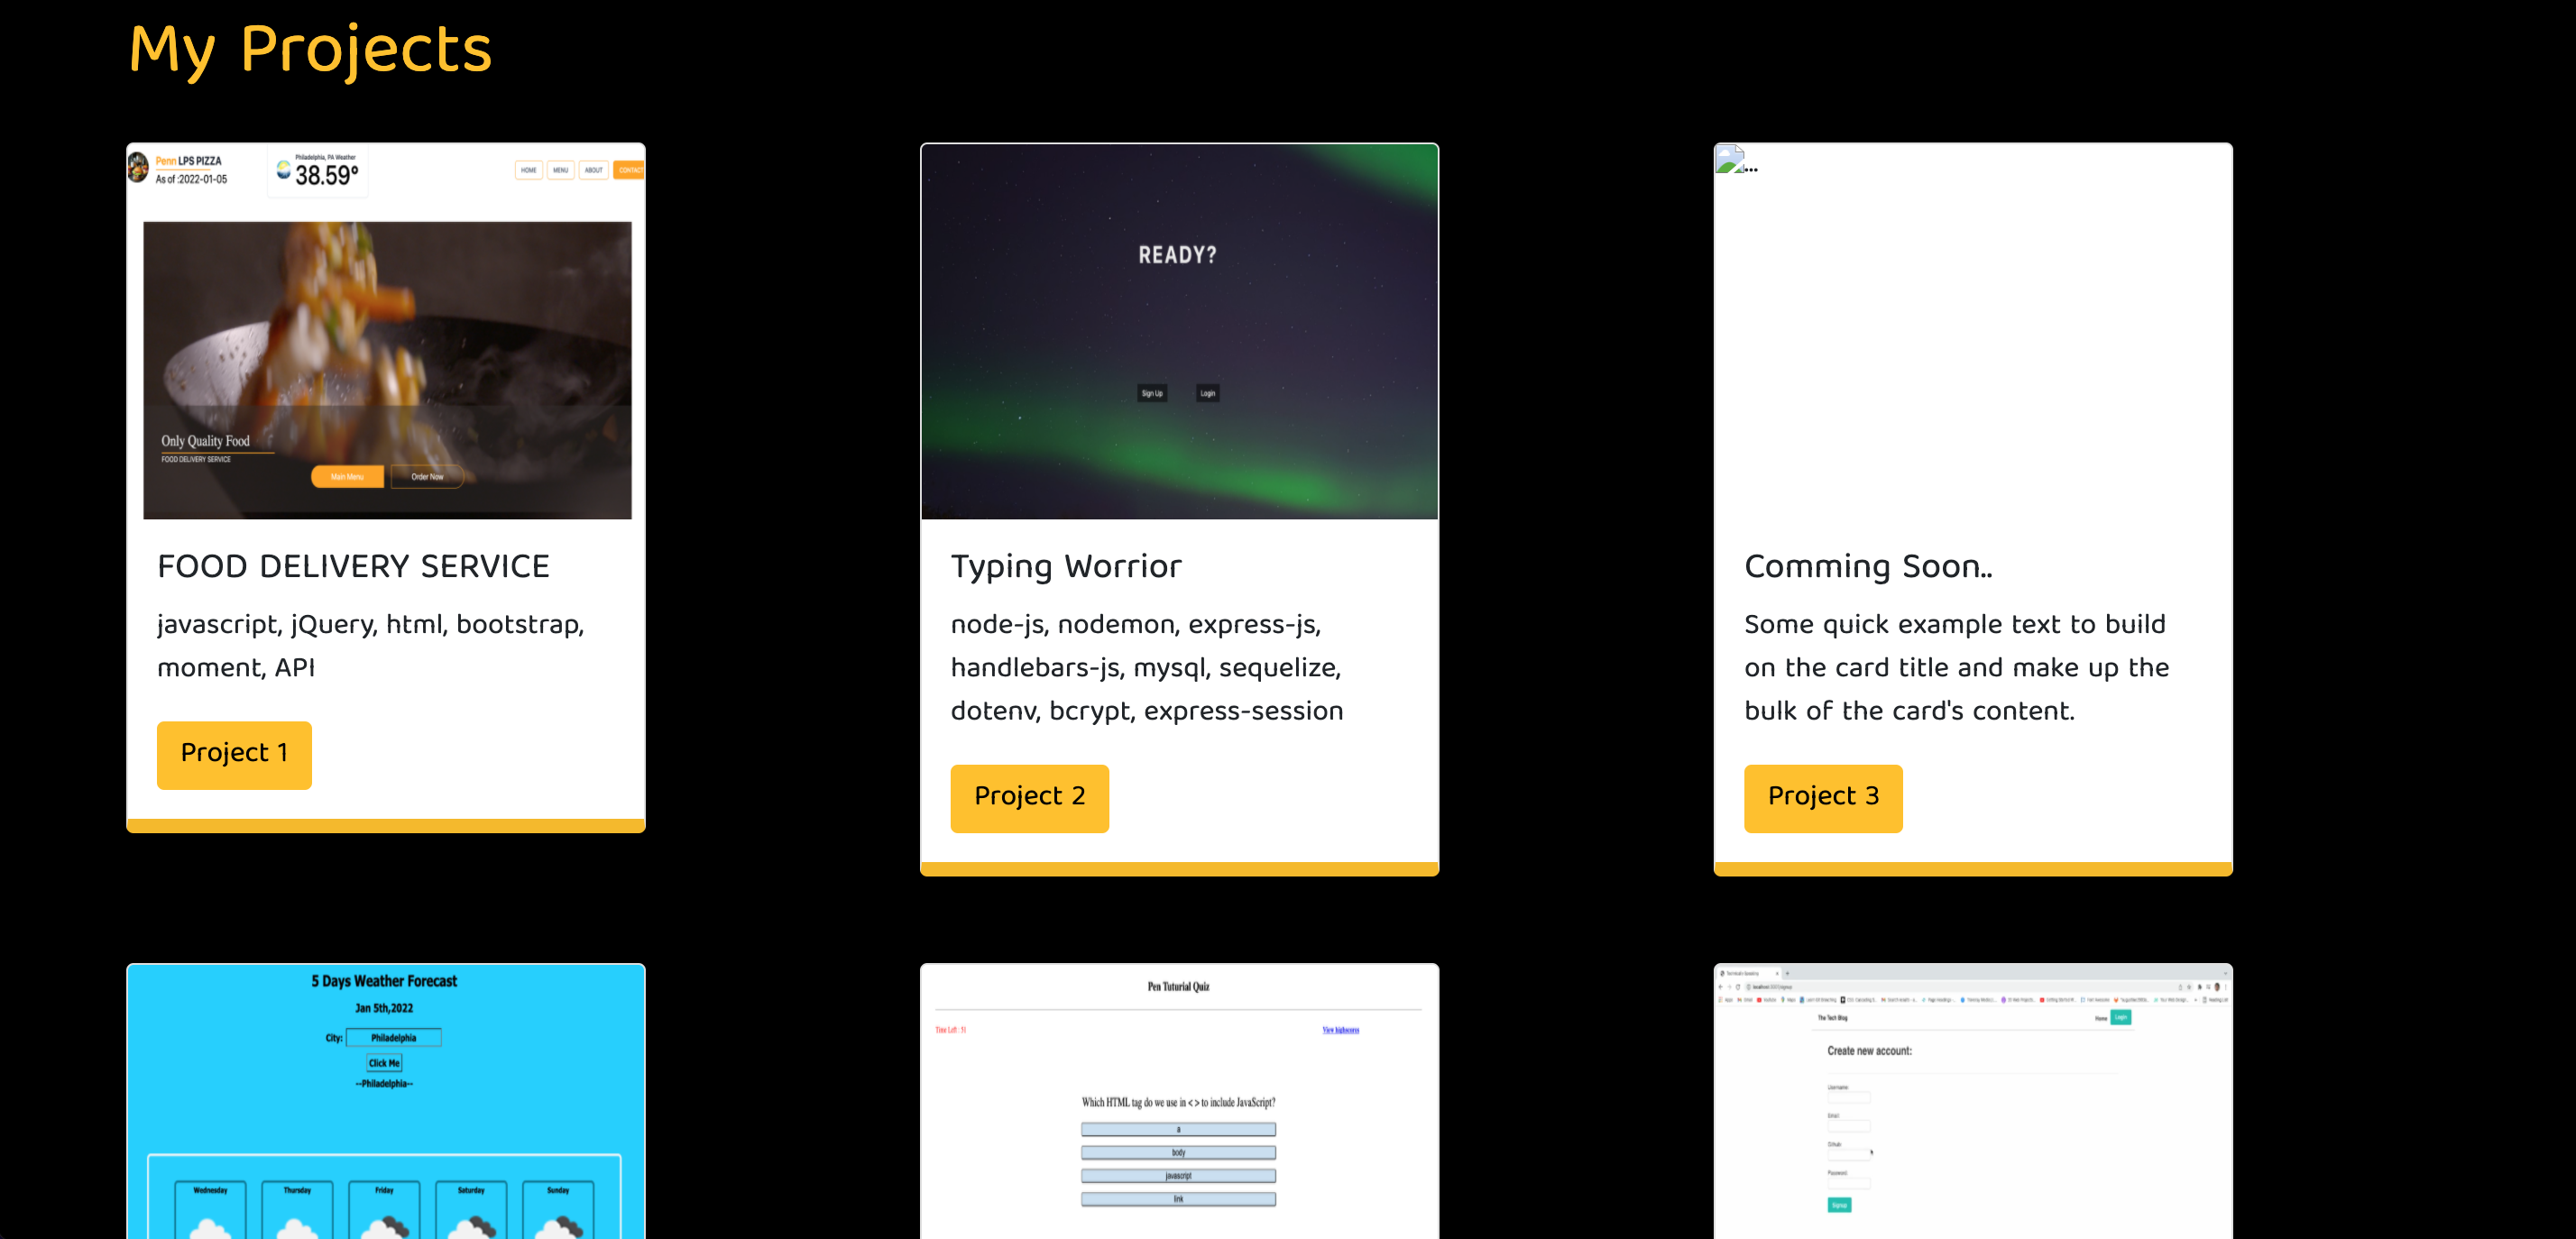 My Projects
Penn LPS PIZZA
As of :2022-01-05
Philadelphia, PA Weather
38.59°
HOME
MENU
ABOUT
CONTACT
Only Quality Food
FOOD DELIVERY SERVICE
Main Menu
Order Now
FOOD DELIVERY SERVICE
javascript, jQuery, html, bootstrap,
moment, API
Project 1
READY?
Sign Up
Login
Typing Worrior
node-js, nodemon, express-js,
handlebars-js, mysql, sequelize,
dotenv, bcrypt, express-session
Project 2
...
Comming Soon..
Some quick example text to build
on the card title and make up the
bulk of the card's content.
Project 3
5 Days Weather Forecast
Jan 5th,2022
City: Philadelphia
Click Me
--Philadelphia--
Wednesday
Thursday
Friday
Saturday
Sunday
Pen Tuturial Quiz
Time Left : 51
View highscores
Which HTML tag do we use in < > to include JavaScript?
a
body
javascript
link
The Tech Blog
Home
Login
Create new account:
Username:
Email:
Github:
Password:
Signup